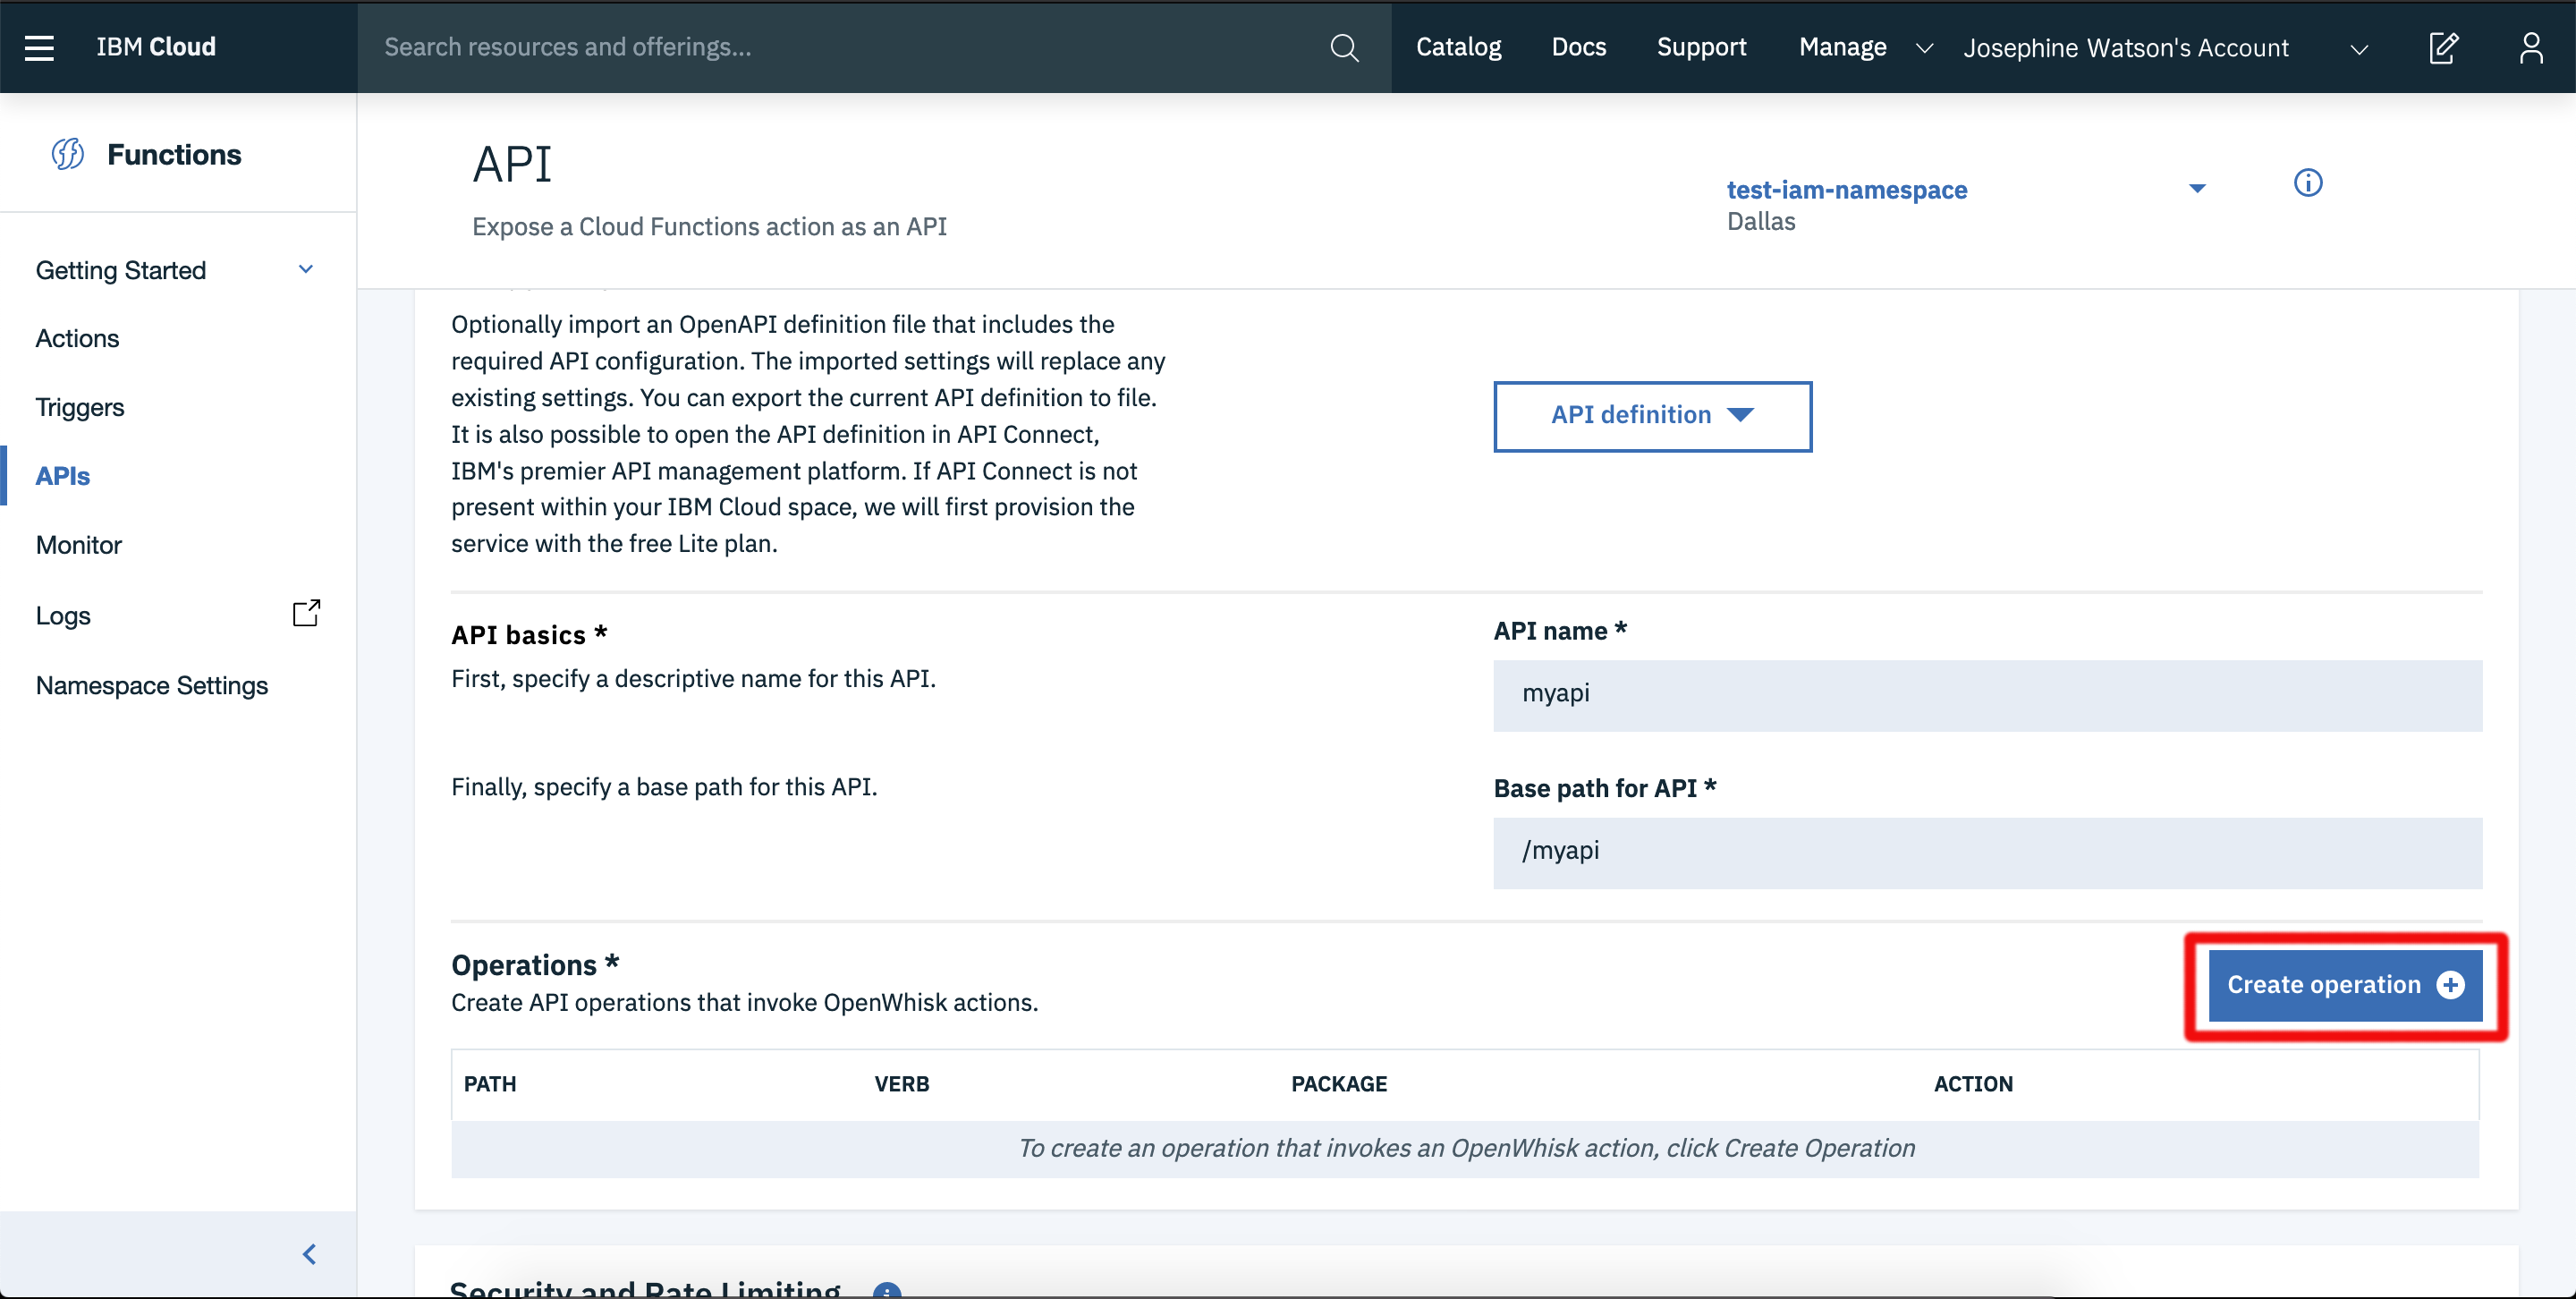 IBM Cloud
Search resources and offerings...
Catalog
Docs
Support
Manage
Josephine Watson's Account
Functions
Getting Started
Actions
Triggers
APIs
Monitor
Logs
Namespace Settings
API
Expose a Cloud Functions action as an API
test-iam-namespace
Dallas
Optionally import an OpenAPI definition file that includes the
required API configuration. The imported settings will replace any
existing settings. You can export the current API definition to file.
It is also possible to open the API definition in API Connect,
IBM's premier API management platform. If API Connect is not
present within your IBM Cloud space, we will first provision the
service with the free Lite plan.
API definition
API basics *
First, specify a descriptive name for this API.
API name *
myapi
Finally, specify a base path for this API.
Base path for API *
/myapi
Operations *
Create API operations that invoke OpenWhisk actions.
Create operation
PATH
VERB
PACKAGE
ACTION
To create an operation that invokes an OpenWhisk action, click Create Operation
Security and Rate Limiting